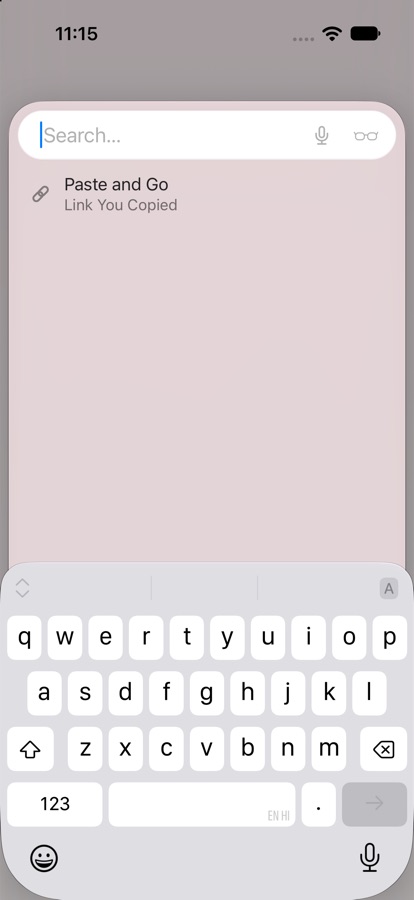 11:15
Search...
Paste and Go
Link You Copied
A
q w e r t y u i o p
a s d f g h j k l
z x c v b n m
123 .
EN HI